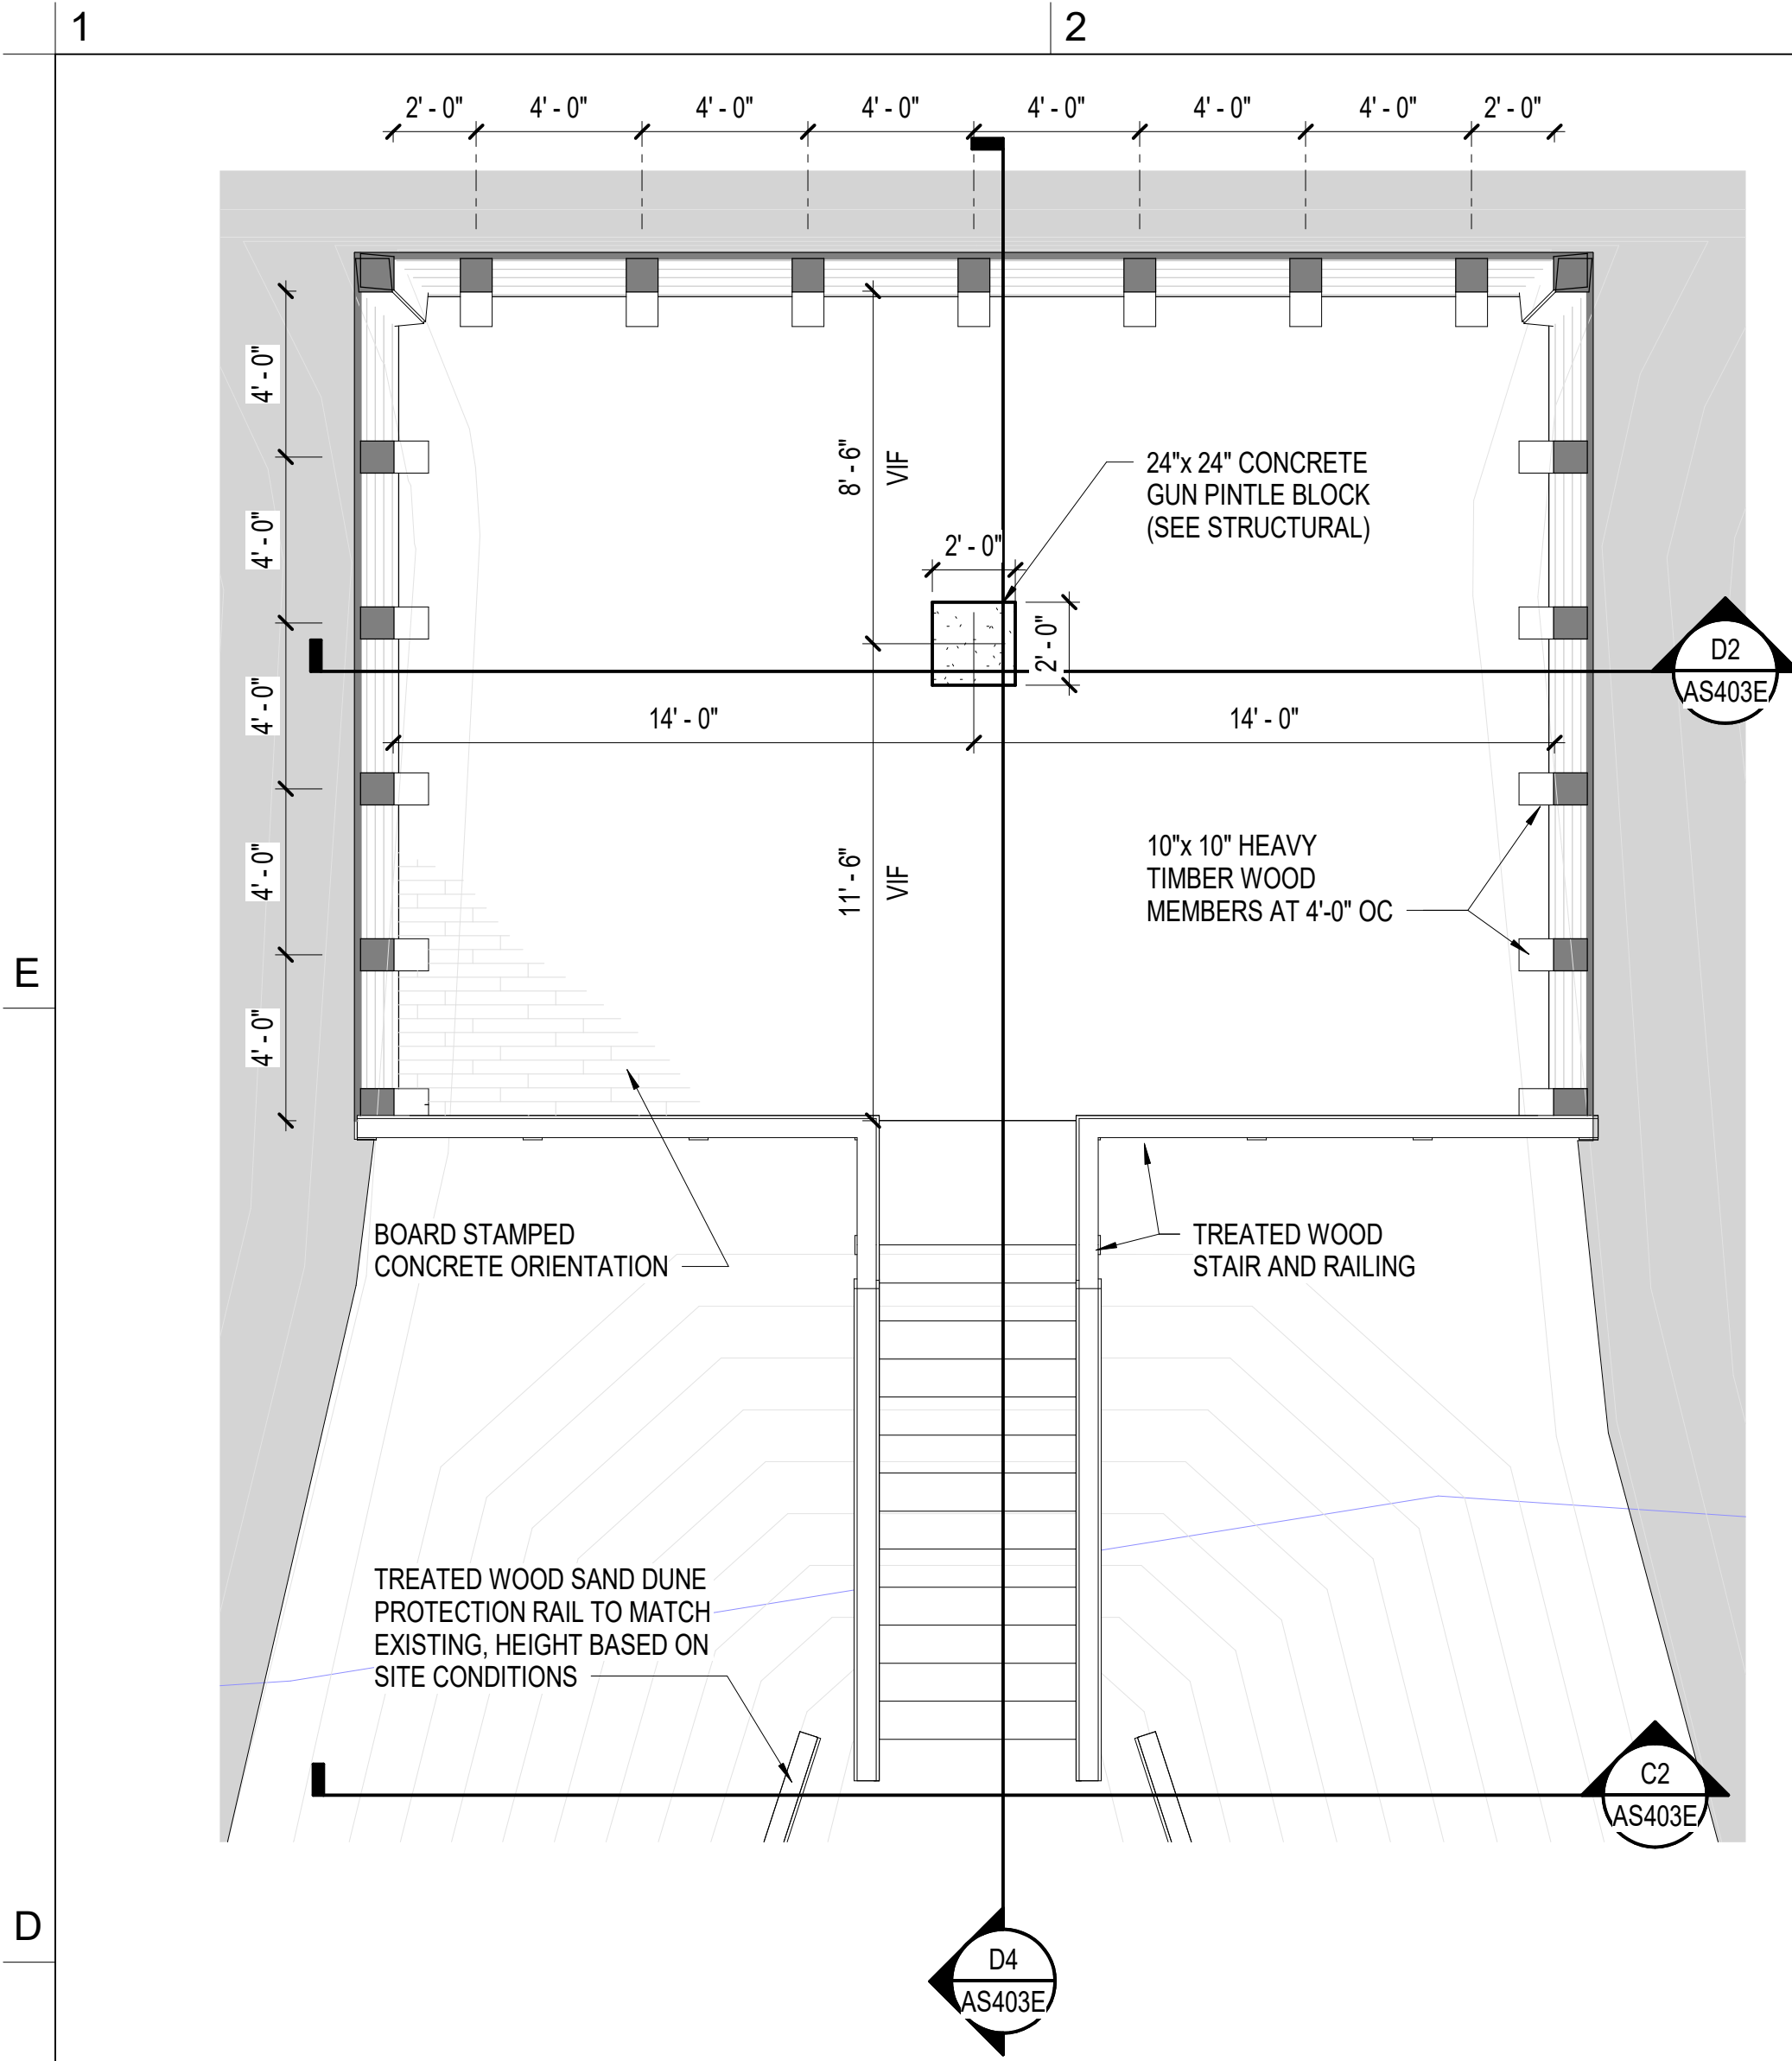 1
2
2' - 0"
4' - 0"
4' - 0"
4' - 0"
4' - 0"
4' - 0"
4' - 0"
2' - 0"
4' - 0"
4' - 0"
4' - 0"
4' - 0"
4' - 0"
8' - 6"
VIF
24"x 24" CONCRETE
GUN PINTLE BLOCK
(SEE STRUCTURAL)
2' - 0"
2' - 0"
D2
AS403E
14' - 0"
14' - 0"
11' - 6"
VIF
10"x 10" HEAVY
TIMBER WOOD
MEMBERS AT 4'-0" OC
E
BOARD STAMPED
CONCRETE ORIENTATION
TREATED WOOD
STAIR AND RAILING
TREATED WOOD SAND DUNE
PROTECTION RAIL TO MATCH
EXISTING, HEIGHT BASED ON
SITE CONDITIONS
C2
AS403E
D
D4
AS403E